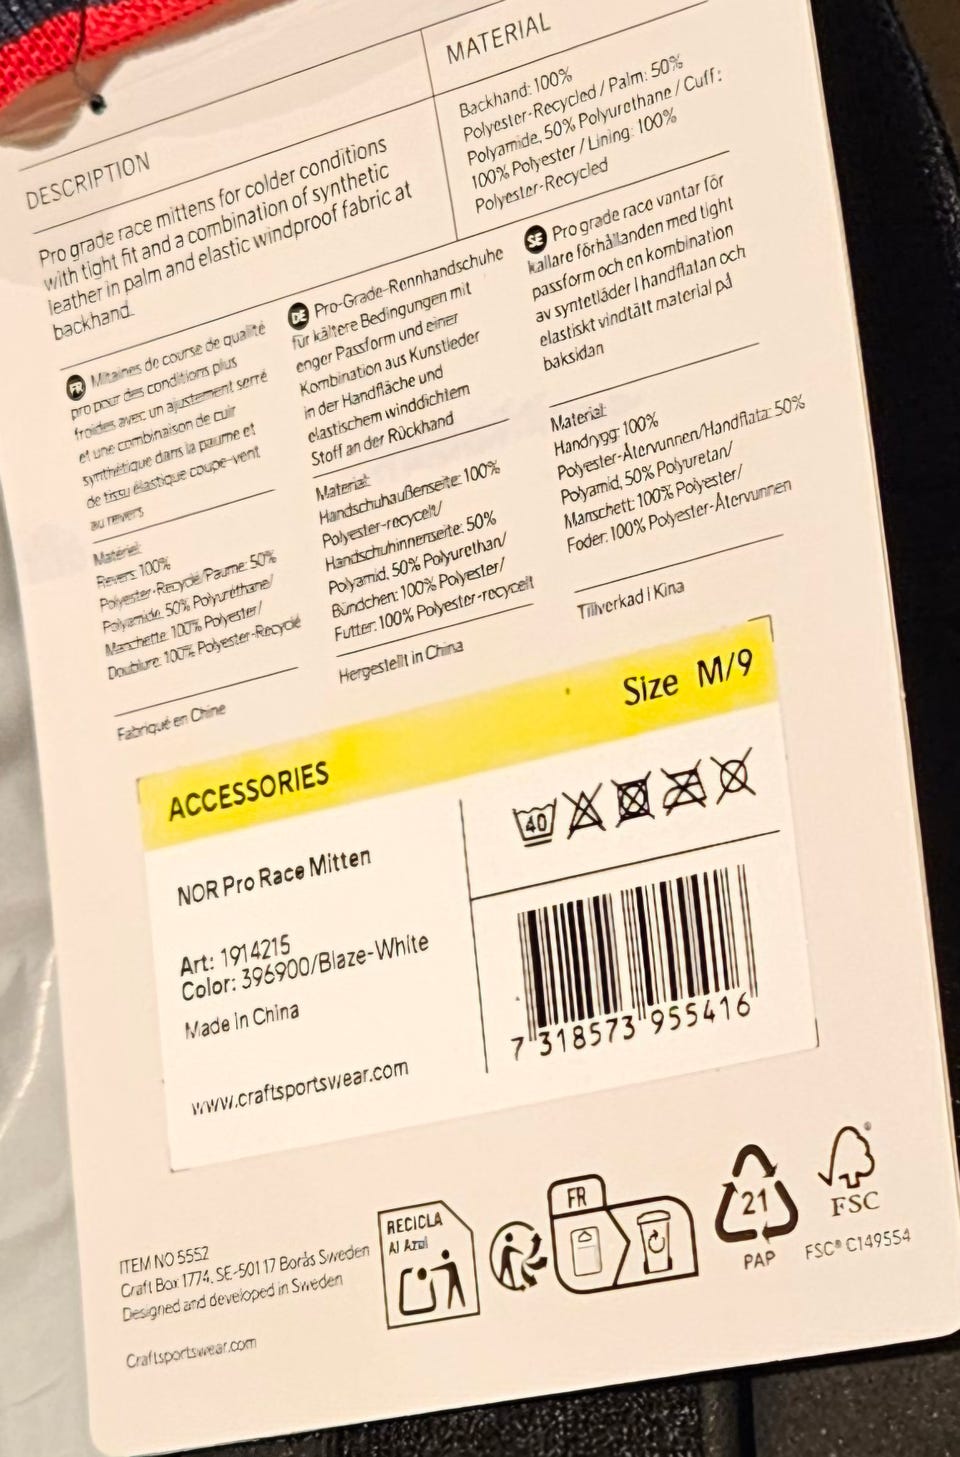 MATERIAL
Backhand: 100%
Polyester-Recycled / Palm: 50%
Polyamide, 50% Polyurethane / Cuff:
100% Polyester / Lining: 100%
Polyester-Recycled
DESCRIPTION
Pro grade race mittens for colder conditions
with tight fit and a combination of synthetic
leather in palm and elastic windproof fabric at
backhand.
FR Mitaines de course de qualité
pro pour des conditions plus
froides avec un ajustement serré
et une combinaison de cuir
synthétique dans la paume et
de tissu élastique coupe-vent
au revers
Matériel:
Revers: 100%
Polyester-Recyclé/Paume: 50%
Polyamide, 50% Polyuréthane/
Manchette: 100% Polyester/
Doublure: 100% Polyester-Recyclé
Fabriqué en Chine
DE Pro-Grade-Rennhandschuhe
für kältere Bedingungen mit
enger Passform und einer
Kombination aus Kunstleder
in der Handfläche und
elastischem winddichtem
Stoff an der Rückhand
Material:
Handschuhaußenseite: 100%
Polyester-recycelt/
Handschuhinnenseite: 50%
Polyamid, 50% Polyurethan/
Bündchen: 100% Polyester/
Futter: 100% Polyester-recycelt
Hergestellt in China
SE Pro grade race vantar för
kallare förhållanden med tight
passform och en kombination
av syntetläder I handflatan och
elastiskt vindtätt material på
baksidan
Material:
Handrygg: 100%
Polyester-Återvunnen/Handflata: 50%
Polyamid, 50% Polyuretan/
Manschett: 100% Polyester/
Foder: 100% Polyester-Återvunnen
Tillverkad I Kina
ACCESSORIES
Size M/9
NOR Pro Race Mitten
Art: 1914215
Color: 396900/Blaze-White
Made in China
www.craftsportswear.com
40
7 318573 955416
ITEM NO 5552
Craft Box 1774, SE-501 17 Borås Sweden
Designed and developed in Sweden
Craftsportswear.com
RECICLA
Al Azul
FR
21
PAP
FSC
FSC® C149554